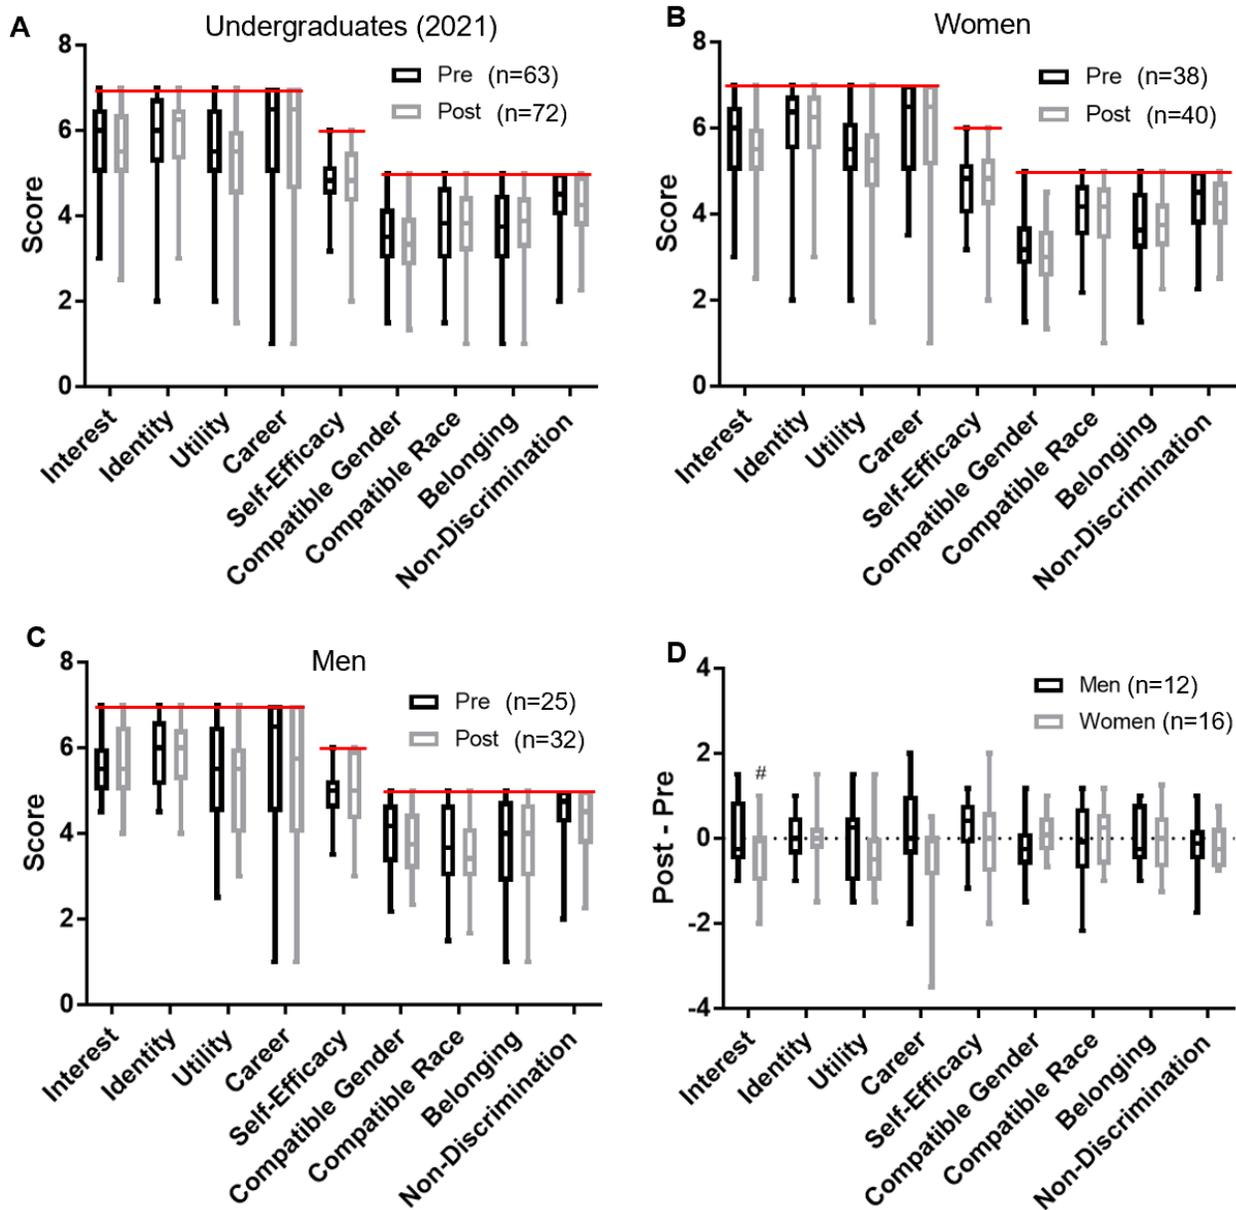 A
Undergraduates (2021)
Pre (n=63)
Post (n=72)
Score
8
6
4
2
0
Interest
Identity
Utility
Career
Self-Efficacy
Compatible Gender
Compatible Race
Belonging
Non-Discrimination
B
Women
Pre (n=38)
Post (n=40)
Score
8
6
4
2
0
Interest
Identity
Utility
Career
Self-Efficacy
Compatible Gender
Compatible Race
Belonging
Non-Discrimination
C
Men
Pre (n=25)
Post (n=32)
Score
8
6
4
2
0
Interest
Identity
Utility
Career
Self-Efficacy
Compatible Gender
Compatible Race
Belonging
Non-Discrimination
D
Men (n=12)
Women (n=16)
Post - Pre
4
2
0
-2
-4
#
Interest
Identity
Utility
Career
Self-Efficacy
Compatible Gender
Compatible Race
Belonging
Non-Discrimination